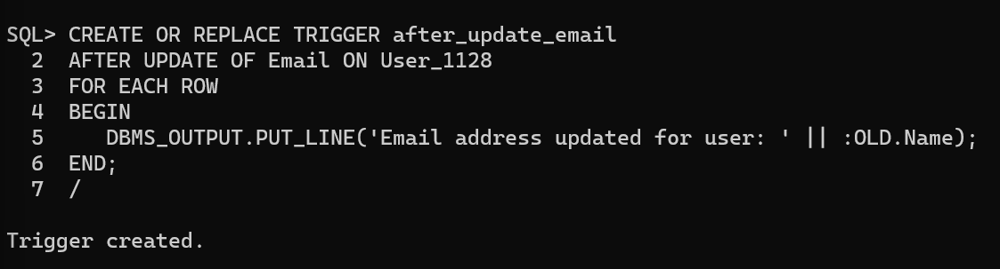 SQL> CREATE OR REPLACE TRIGGER after_update_email
  2  AFTER UPDATE OF Email ON User_1128
  3  FOR EACH ROW
  4  BEGIN
  5     DBMS_OUTPUT.PUT_LINE('Email address updated for user: ' || :OLD.Name);
  6  END;
  7  /
Trigger created.